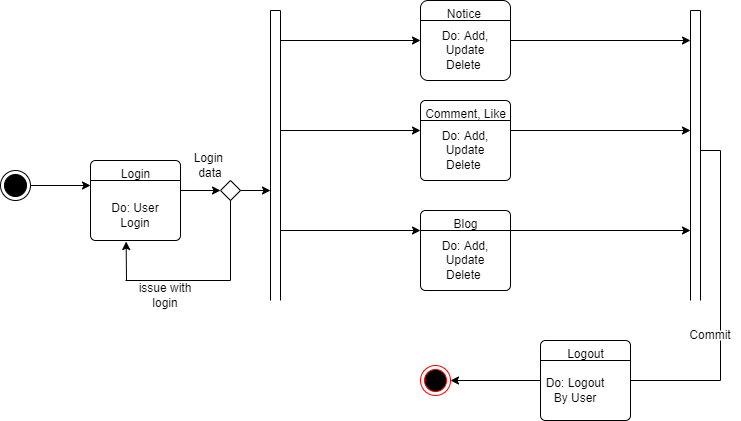 Notice
Do: Add,
Update
Delete
Comment, Like
Do: Add,
Update
Delete
Login
data
Login
Do: User
Login
issue with
login
Blog
Do: Add,
Update
Delete
Commit
Logout
Do: Logout
By User